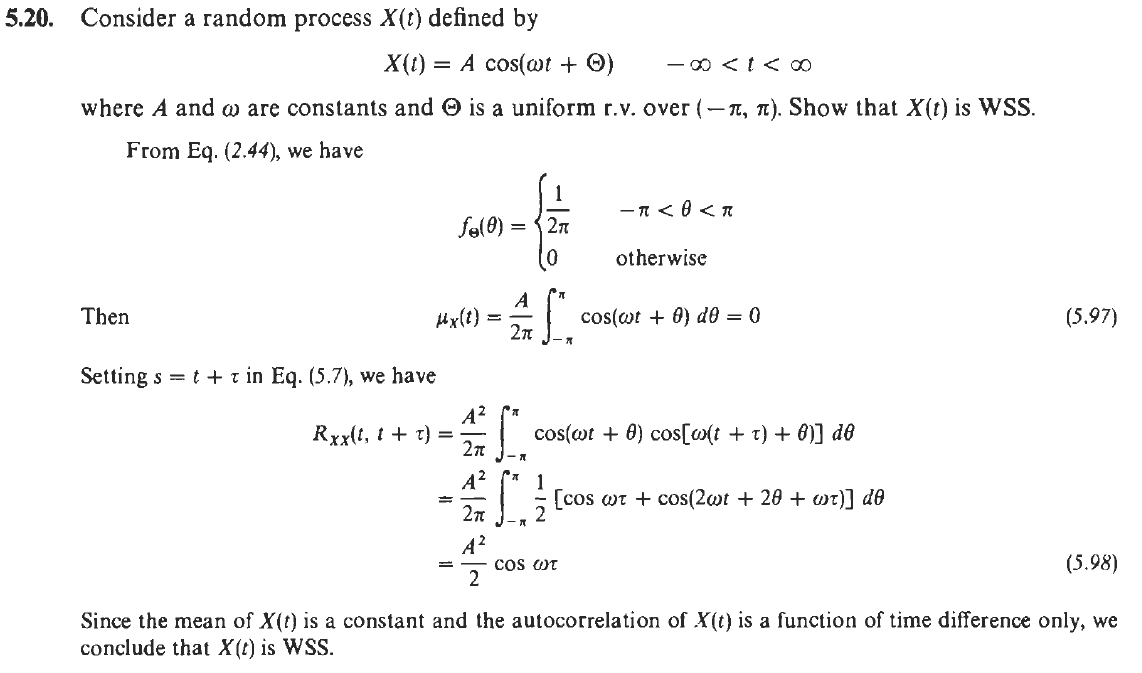 5.20. Consider a random process X(t) defined by
X(t) = A cos(ωt + Θ)  −∞ < t < ∞
where A and ω are constants and Θ is a uniform r.v. over (−π, π). Show that X(t) is WSS.
From Eq. (2.44), we have
f_Θ(θ) = { 1/2π  −π < θ < π
0  otherwise
Then  μ_X(t) = A/2π ∫_{−π}^{π} cos(ωt + θ) dθ = 0  (5.97)
Setting s = t + τ in Eq. (5.7), we have
R_XX(t, t + τ) = A²/2π ∫_{−π}^{π} cos(ωt + θ) cos[ω(t + τ) + θ)] dθ
= A²/2π ∫_{−π}^{π} 1/2 [cos ωτ + cos(2ωt + 2θ + ωτ)] dθ
= A²/2 cos ωτ  (5.98)
Since the mean of X(t) is a constant and the autocorrelation of X(t) is a function of time difference only, we
conclude that X(t) is WSS.